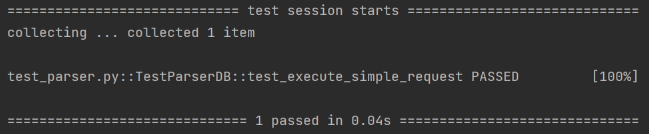 ============================= test session starts =============================
collecting ... collected 1 item
test_parser.py::TestParserDB::test_execute_simple_request PASSED         [100%]
============================== 1 passed in 0.04s ==============================